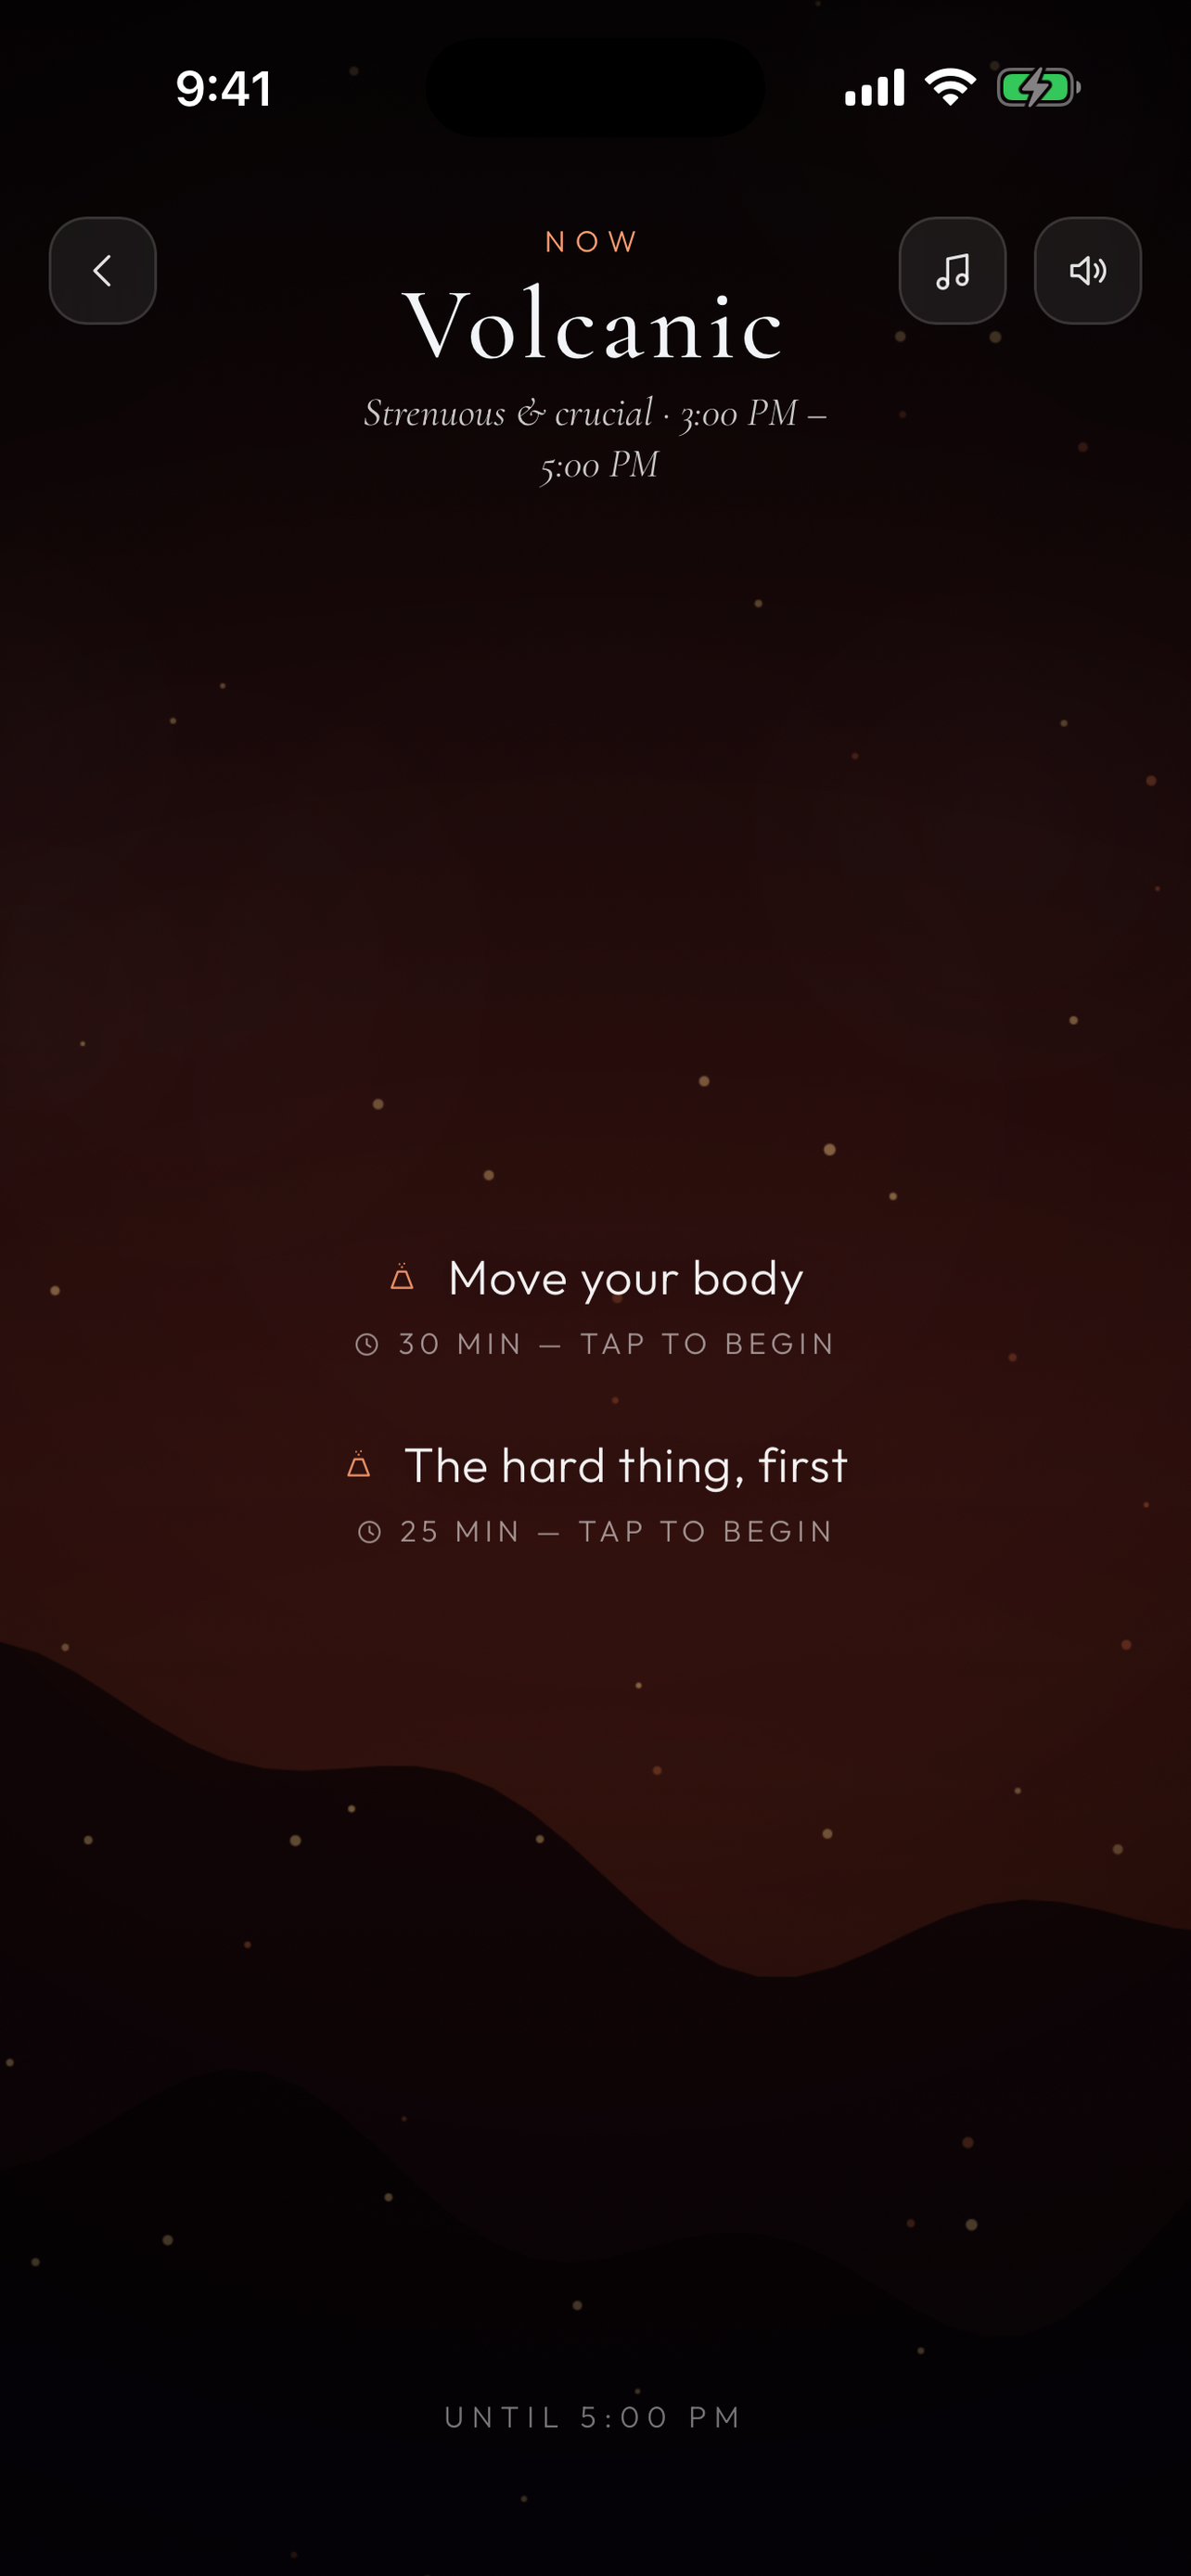 9:41
NOW
Volcanic
Strenuous & crucial · 3:00 PM –
5:00 PM
Move your body
30 MIN — TAP TO BEGIN
The hard thing, first
25 MIN — TAP TO BEGIN
UNTIL 5:00 PM